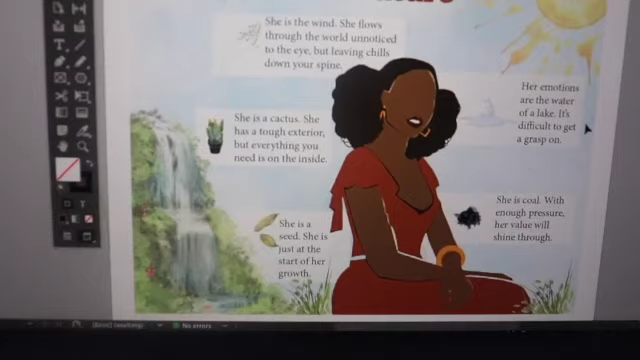 She is the wind. She flows
through the world unnoticed
to the eye, but leaving chills
down your spine.
Her emotions
are the water
of a lake. It's
difficult to get
a grasp on.
She is a cactus. She
has a tough exterior,
but everything you
need is on the inside.
She is coal. With
enough pressure,
her value will
shine through.
She is a
seed. She is
just at the
start of her
growth.
No errors